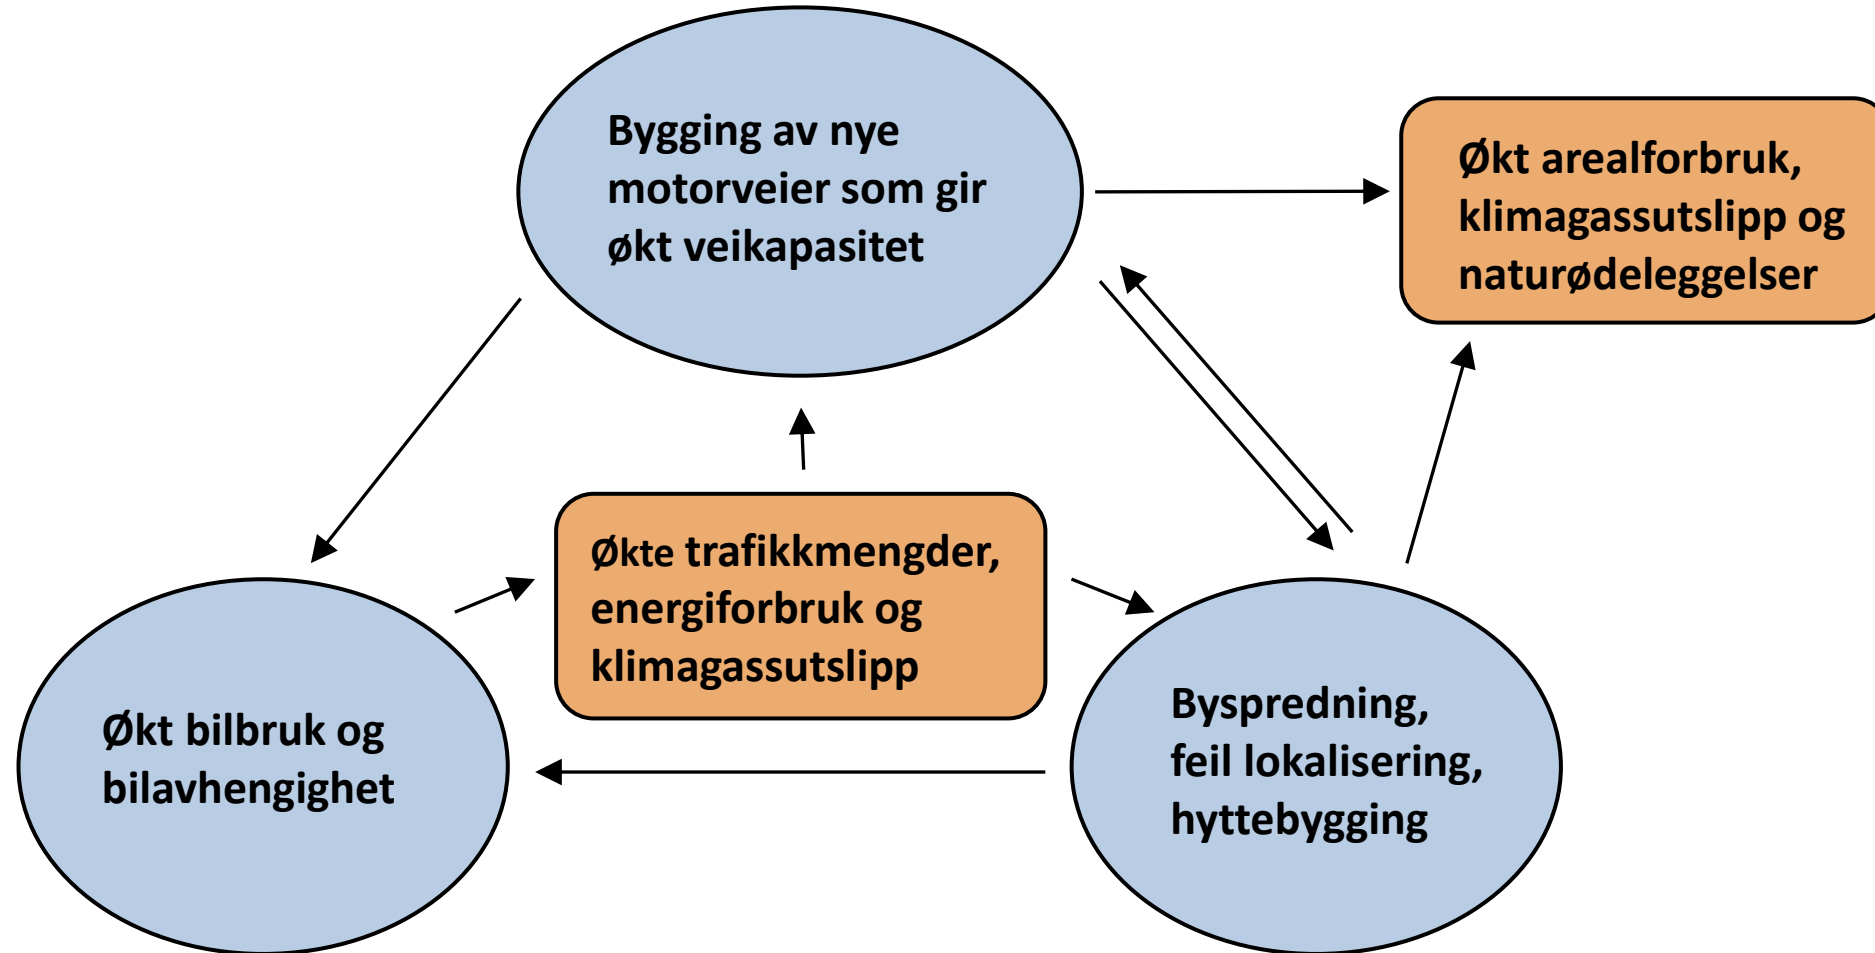 Bygging av nye
motorveier som gir
økt veikapasitet
Økt arealforbruk,
klimagassutslipp og
naturødeleggelser
Økte trafikkmengder,
energiforbruk og
klimagassutslipp
Økt bilbruk og
bilavhengighet
Byspredning,
feil lokalisering,
hyttebygging